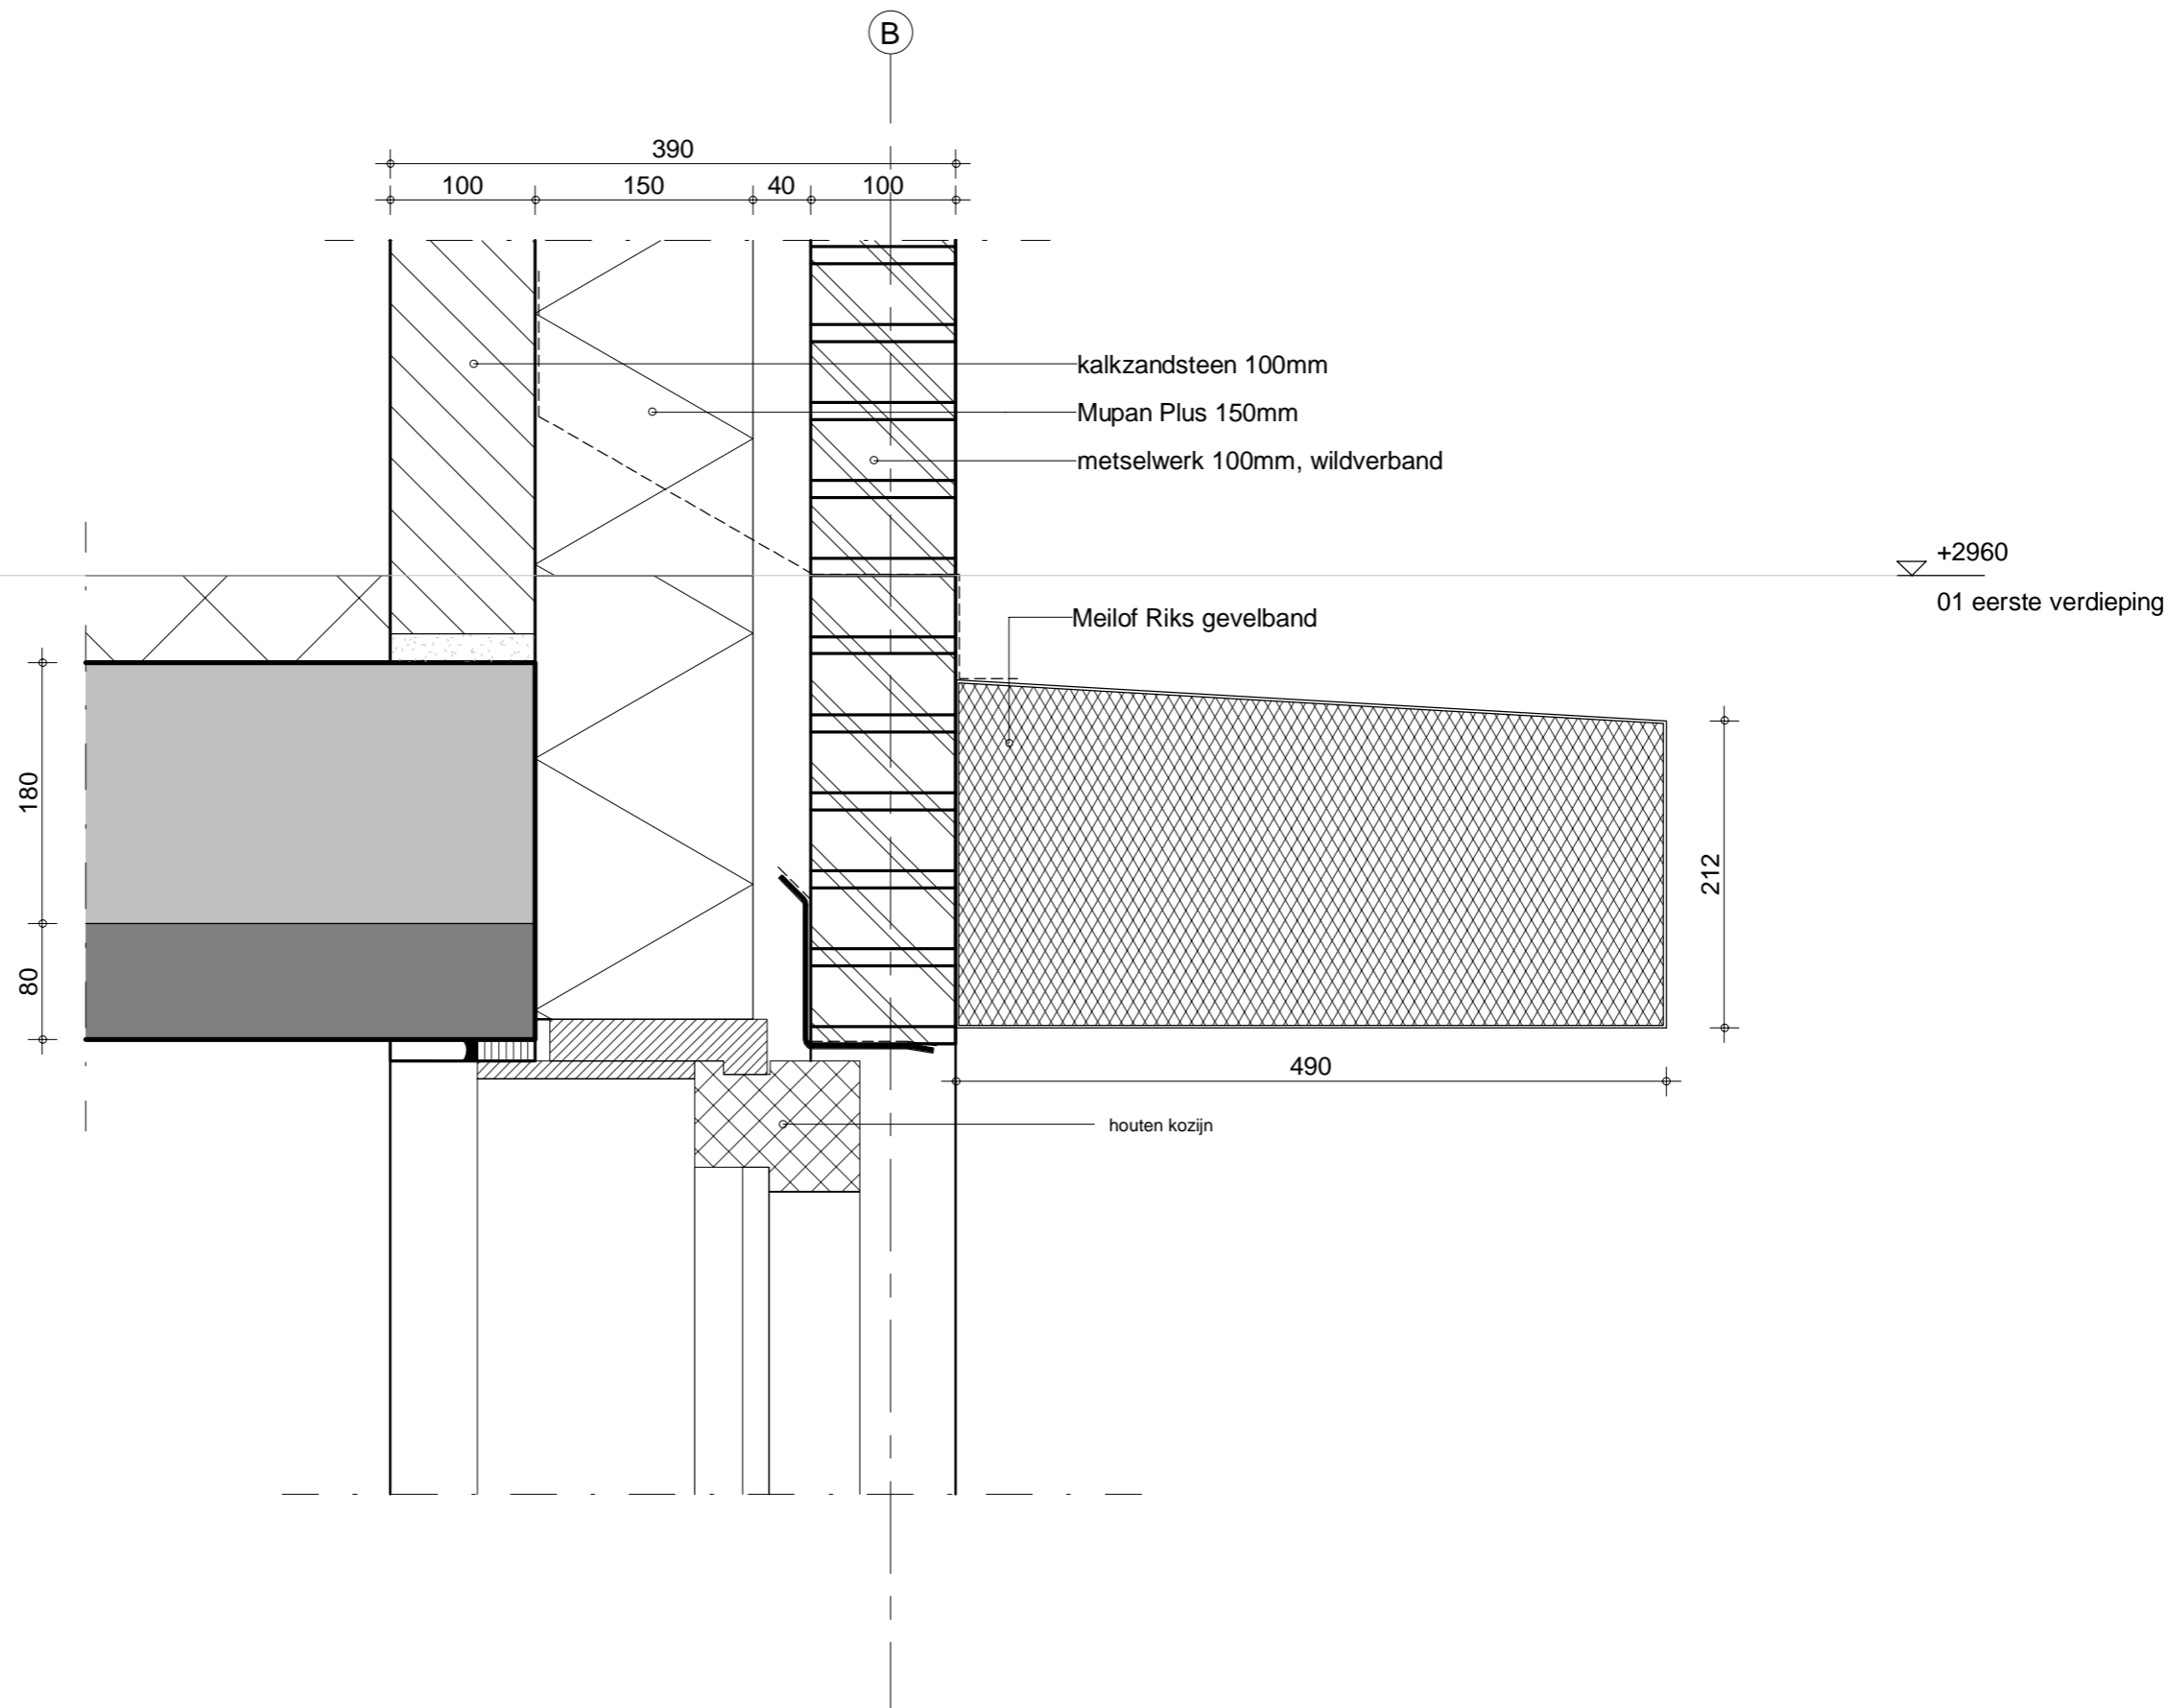 B
390
100 150 40 100
kalkzandsteen 100mm
Mupan Plus 150mm
metselwerk 100mm, wildverband
+2960
01 eerste verdieping
Meilof Riks gevelband
180
212
80
490
houten kozijn